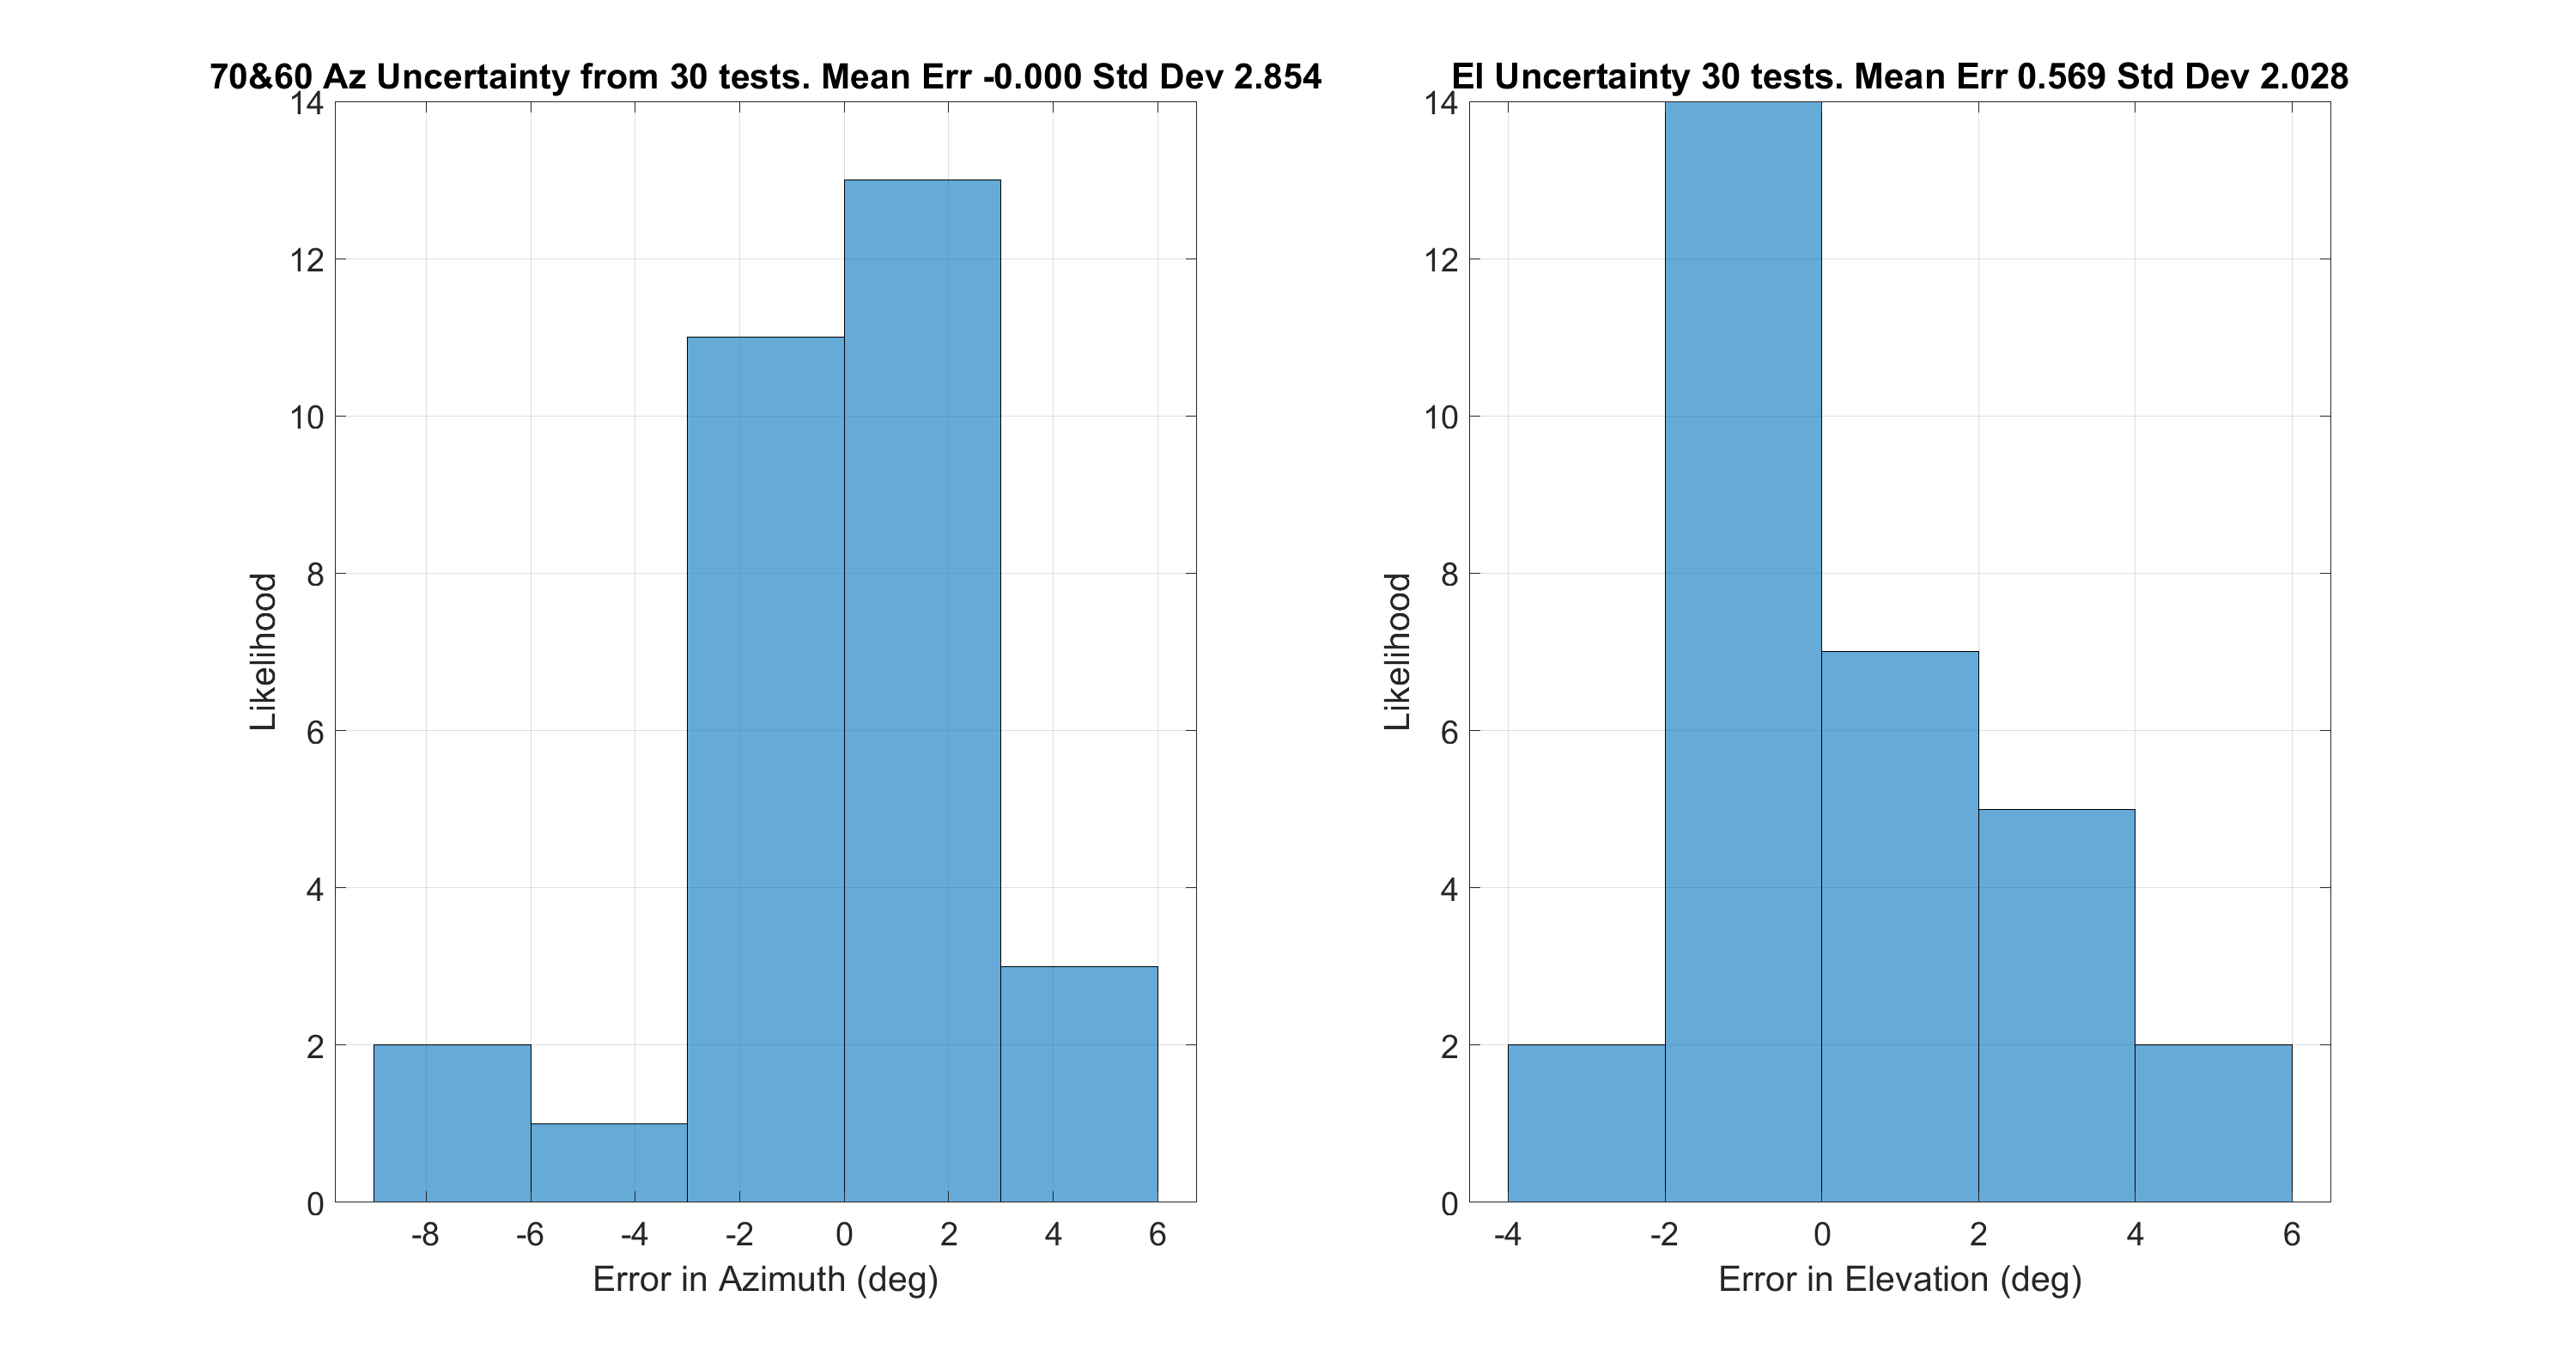 70&60 Az Uncertainty from 30 tests. Mean Err -0.000 Std Dev 2.854
14
12
10
8
6
4
2
0
Likelihood
-8 -6 -4 -2 0 2 4 6
Error in Azimuth (deg)
El Uncertainty 30 tests. Mean Err 0.569 Std Dev 2.028
14
12
10
8
6
4
2
0
Likelihood
-4 -2 0 2 4 6
Error in Elevation (deg)